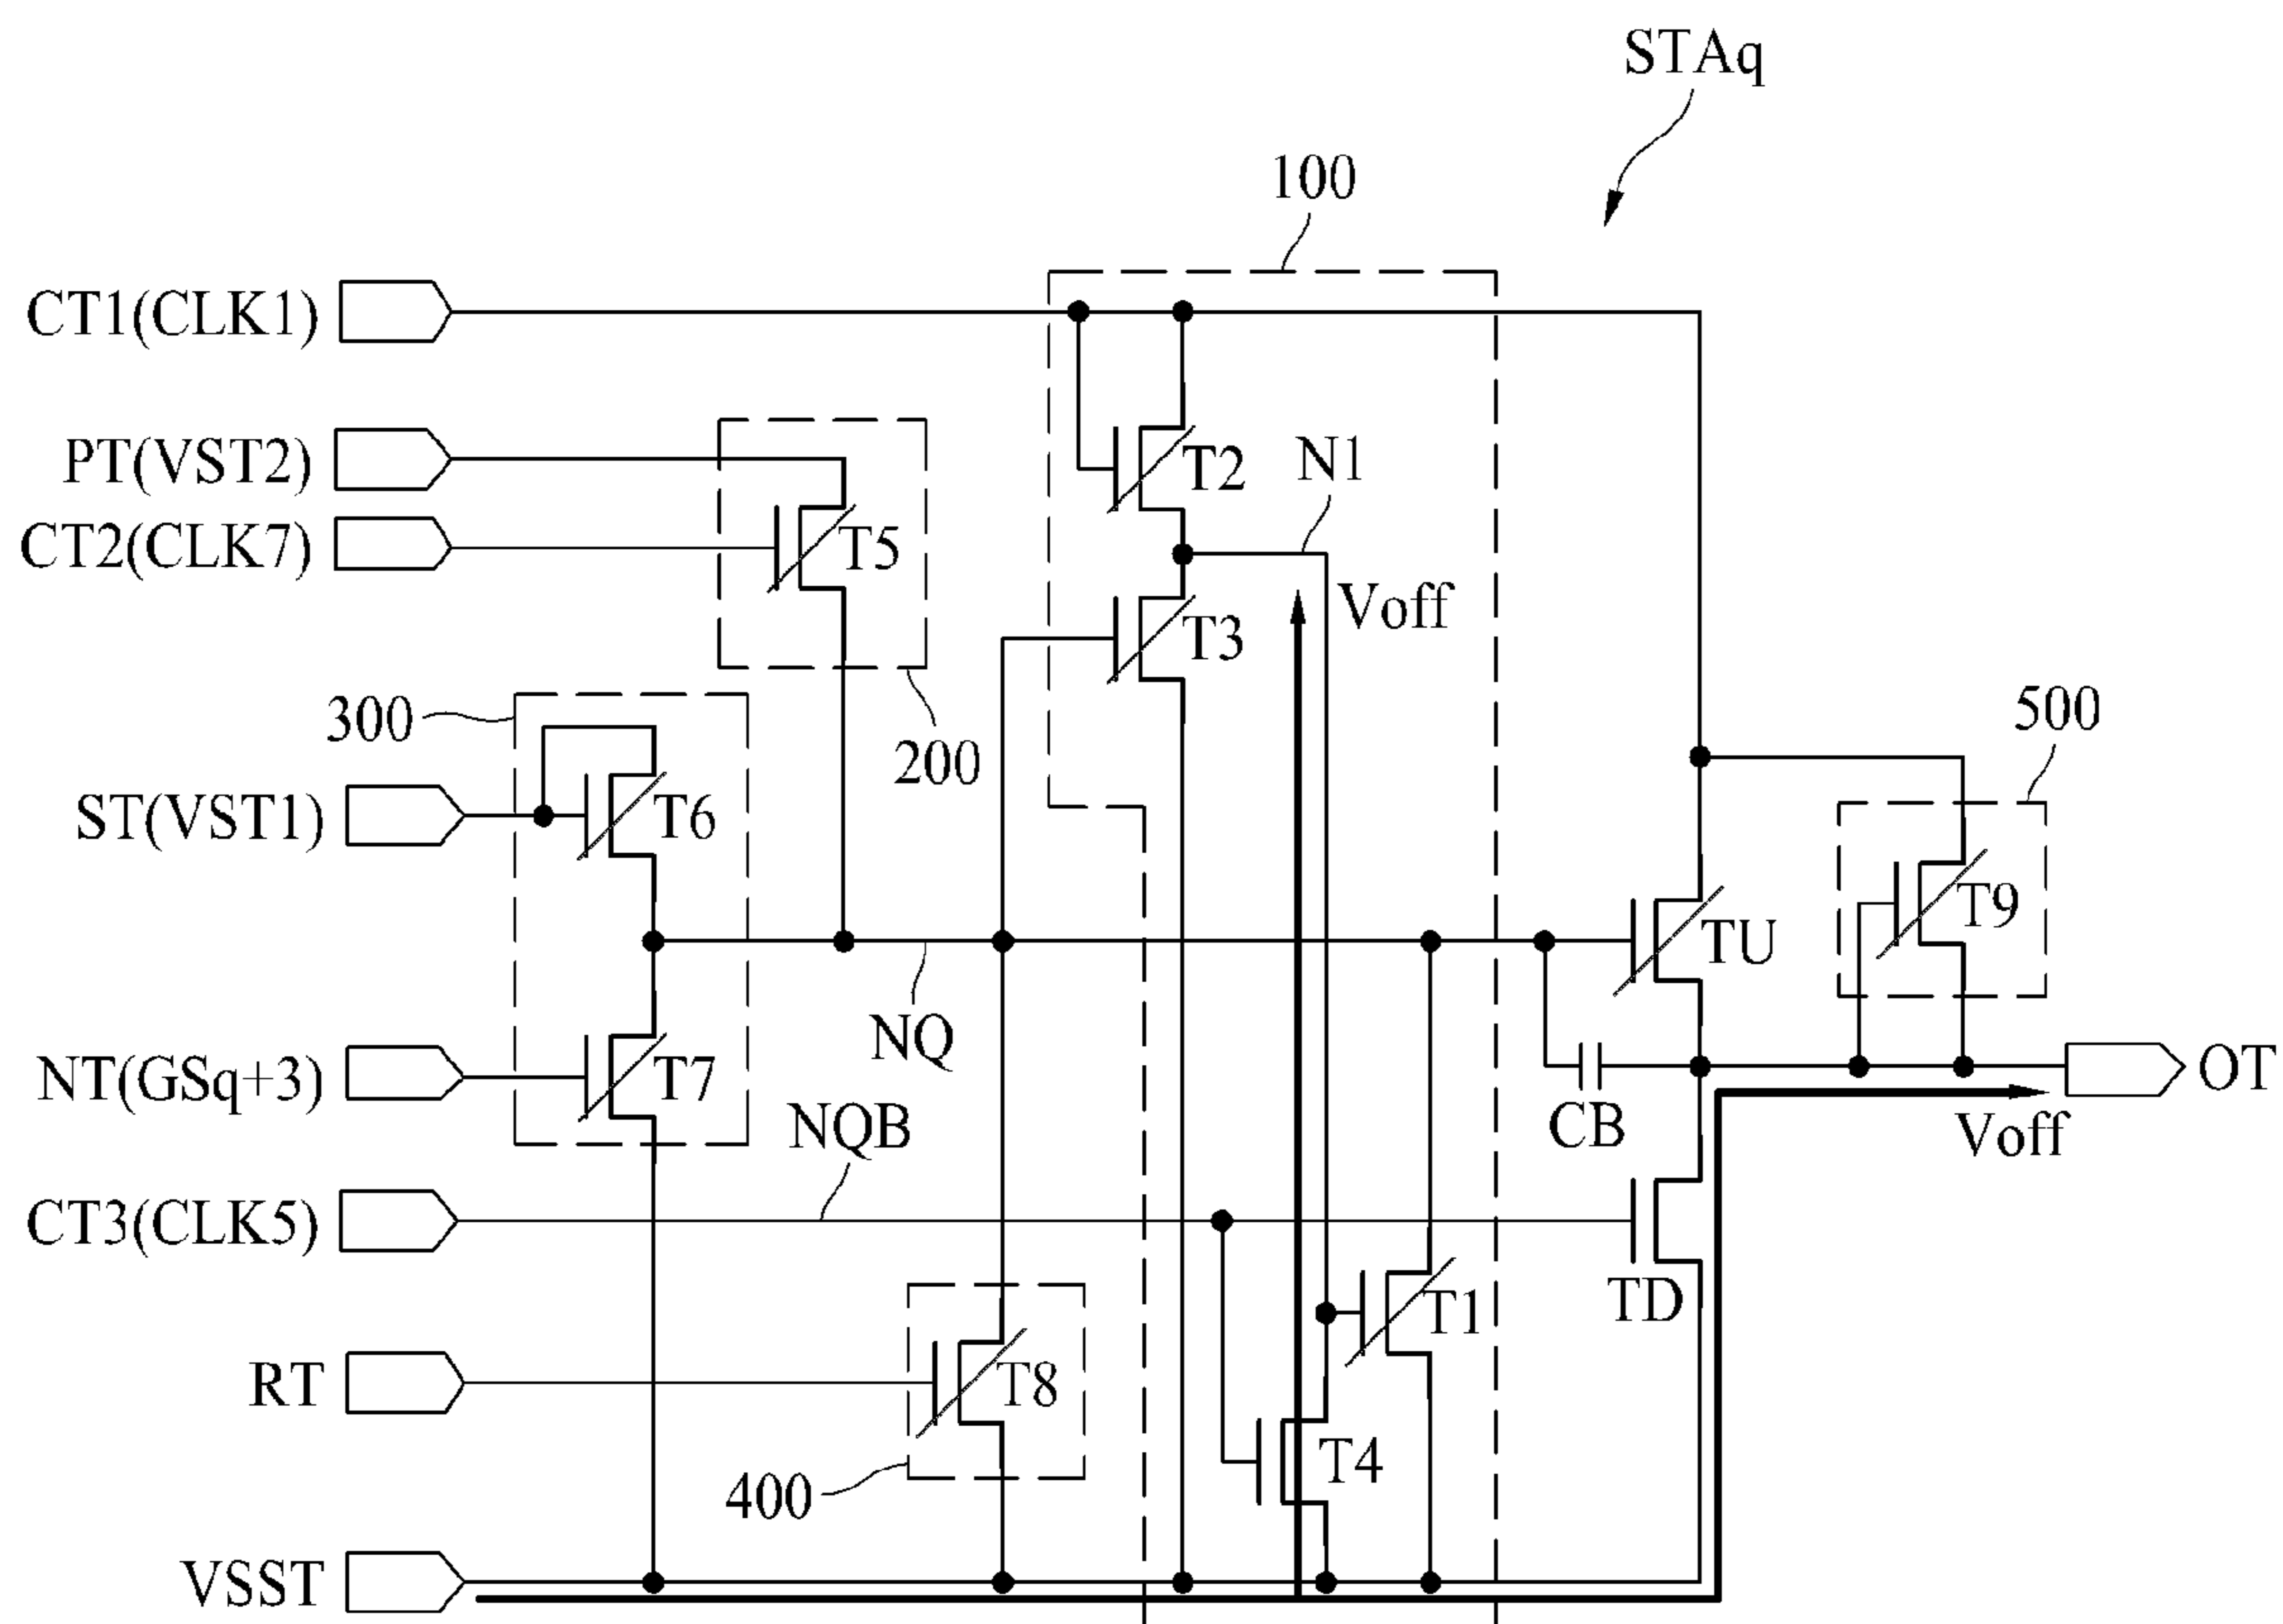 STAq
100
CT1(CLK1)
PT(VST2)
T2
N1
CT2(CLK7)
T5
Voff
T3
300
200
500
ST(VST1)
T6
T9
TU
NQ
NT(GSq+3)
T7
OT
NQB
CB
Voff
CT3(CLK5)
TD
T1
RT
T8
T4
400
VSST